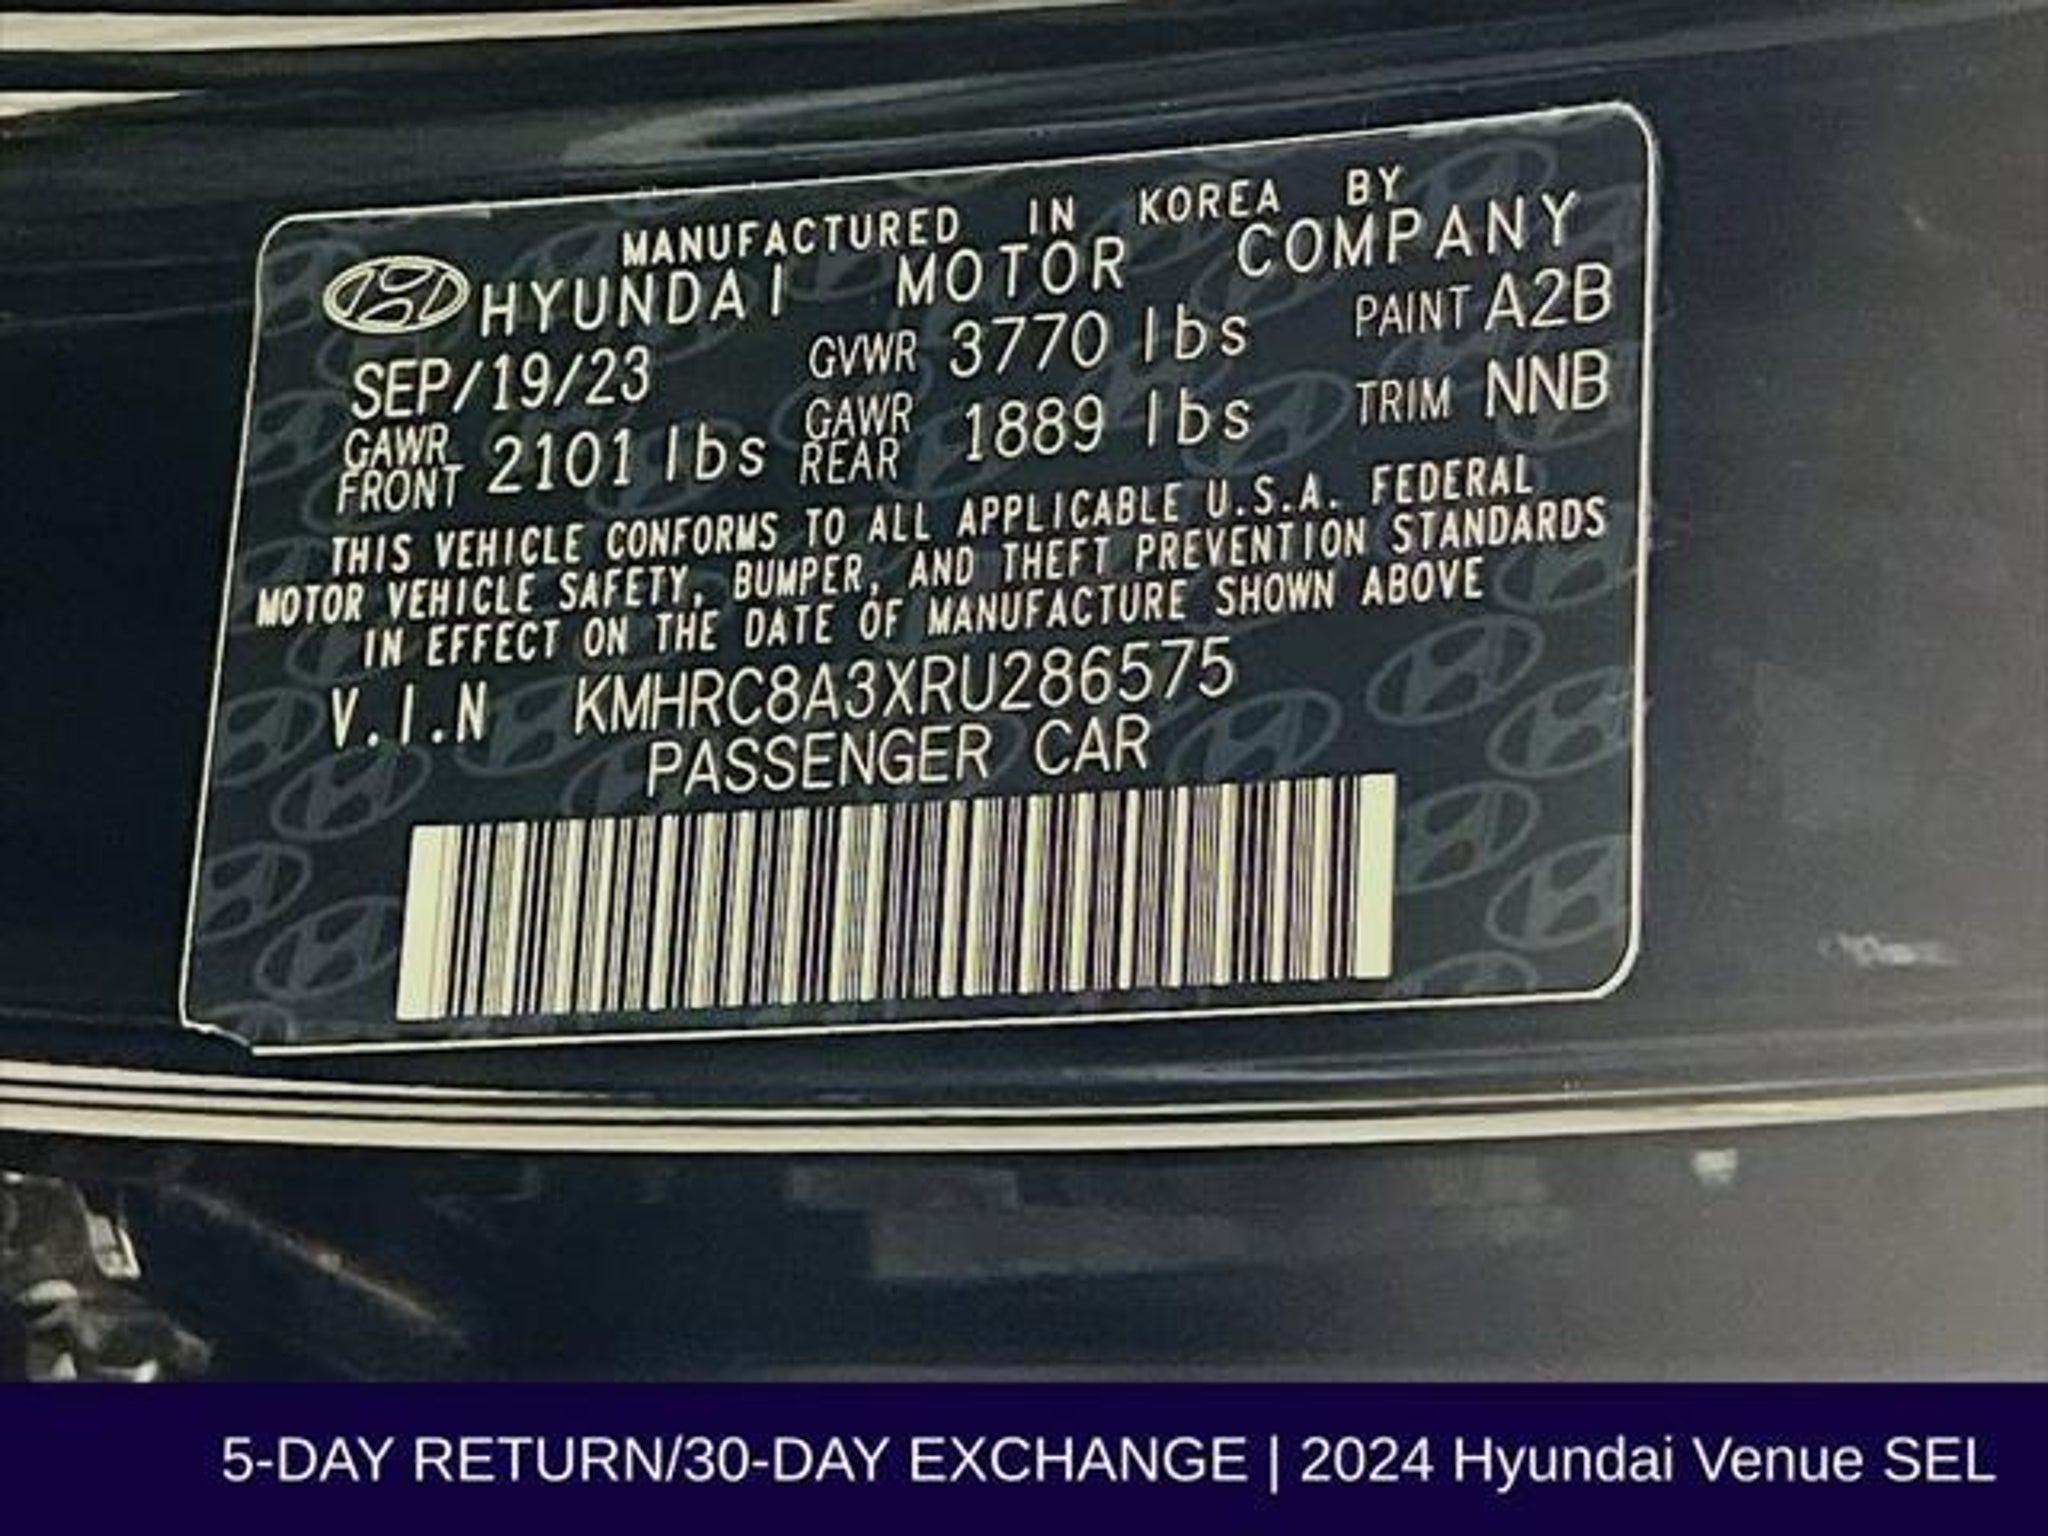 MANUFACTURED IN KOREA BY
HYUNDAI MOTOR COMPANY
SEP/19/23 GVWR 3770 lbs PAINT A2B
GAWR FRONT 2101 lbs GAWR REAR 1889 lbs TRIM NNB
THIS VEHICLE CONFORMS TO ALL APPLICABLE U.S.A. FEDERAL
MOTOR VEHICLE SAFETY, BUMPER, AND THEFT PREVENTION STANDARDS
IN EFFECT ON THE DATE OF MANUFACTURE SHOWN ABOVE
V.I.N KMHRC8A3XRU286575
PASSENGER CAR
5-DAY RETURN/30-DAY EXCHANGE | 2024 Hyundai Venue SEL